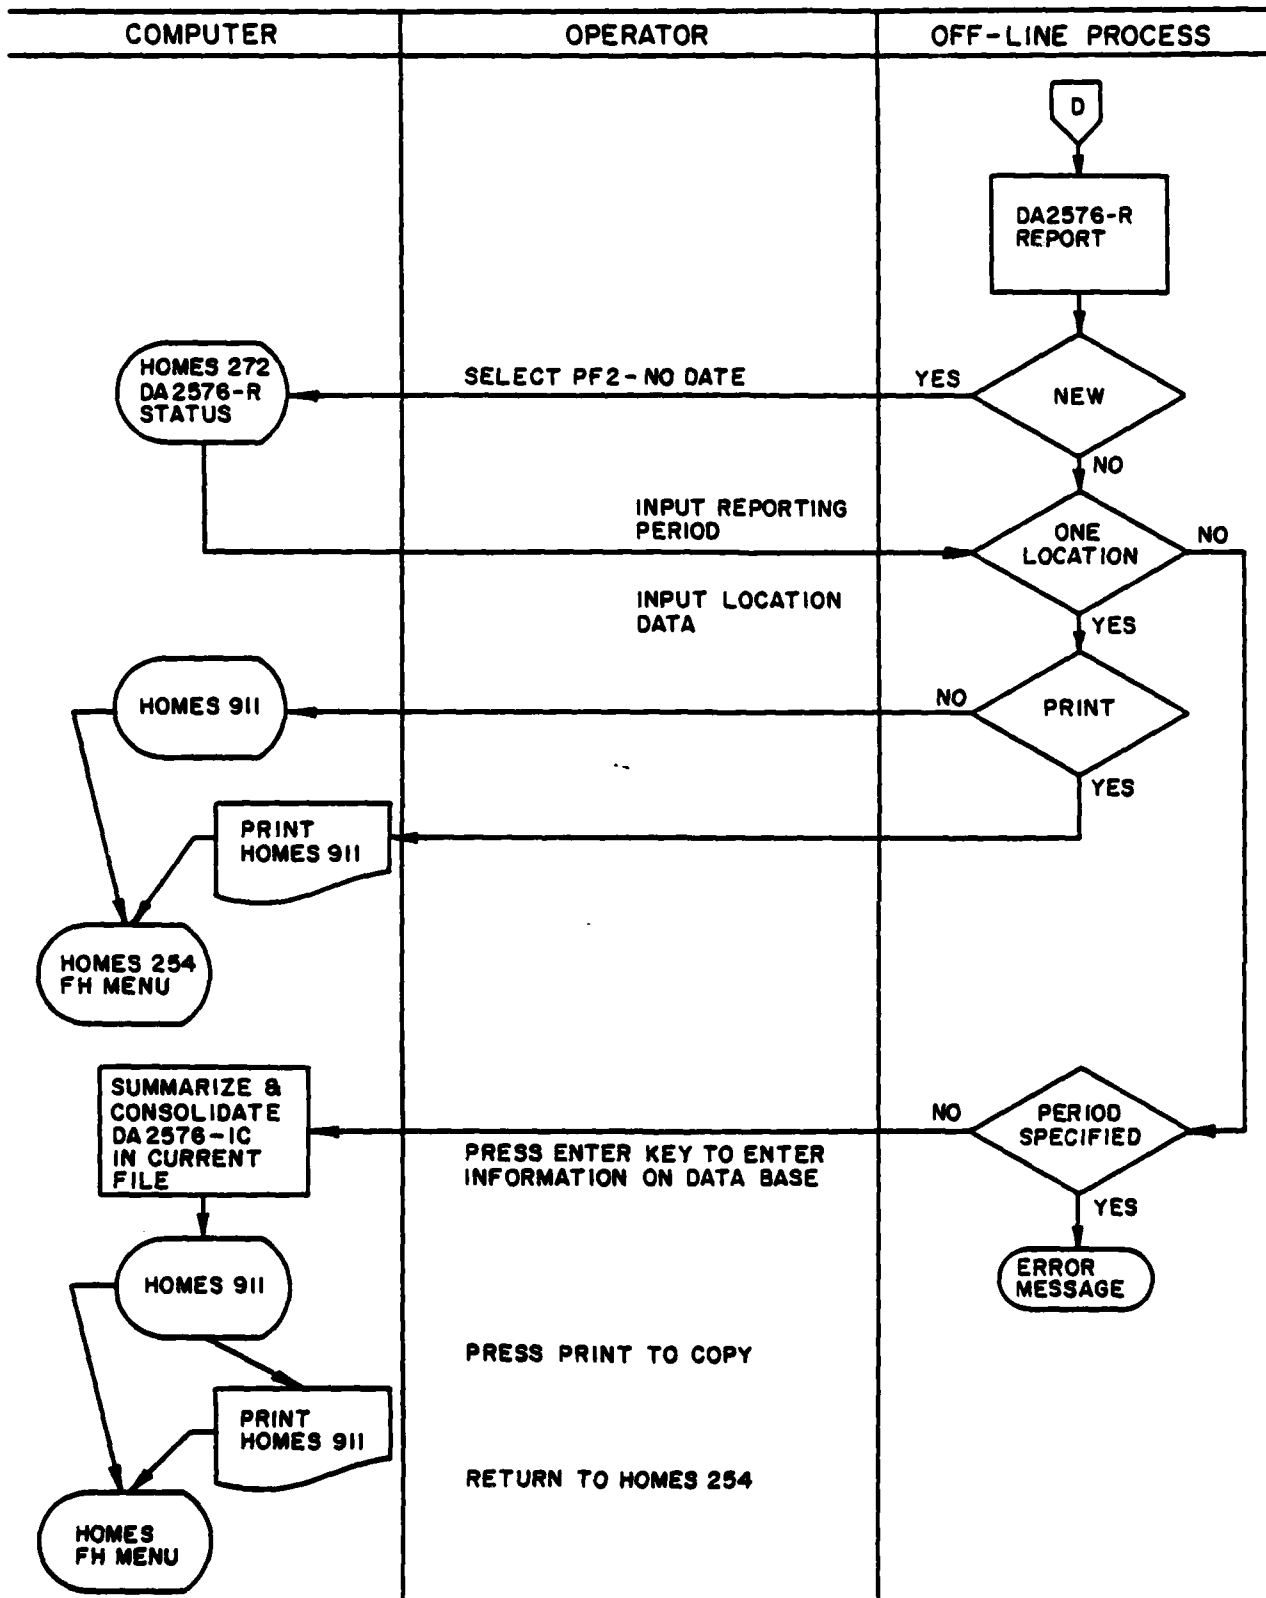 COMPUTER
OPERATOR
OFF-LINE PROCESS
D
DA2576-R
REPORT
HOMES 272
DA2576-R
STATUS
SELECT PF2-NO DATE
YES
NEW
NO
INPUT REPORTING
PERIOD
ONE
LOCATION
NO
INPUT LOCATION
DATA
YES
HOMES 911
NO
PRINT
YES
PRINT
HOMES 911
HOMES 254
FH MENU
SUMMARIZE &
CONSOLIDATE
DA2576-IC
IN CURRENT
FILE
NO
PERIOD
SPECIFIED
PRESS ENTER KEY TO ENTER
INFORMATION ON DATA BASE
YES
HOMES 911
ERROR
MESSAGE
PRESS PRINT TO COPY
PRINT
HOMES 911
RETURN TO HOMES 254
HOMES
FH MENU